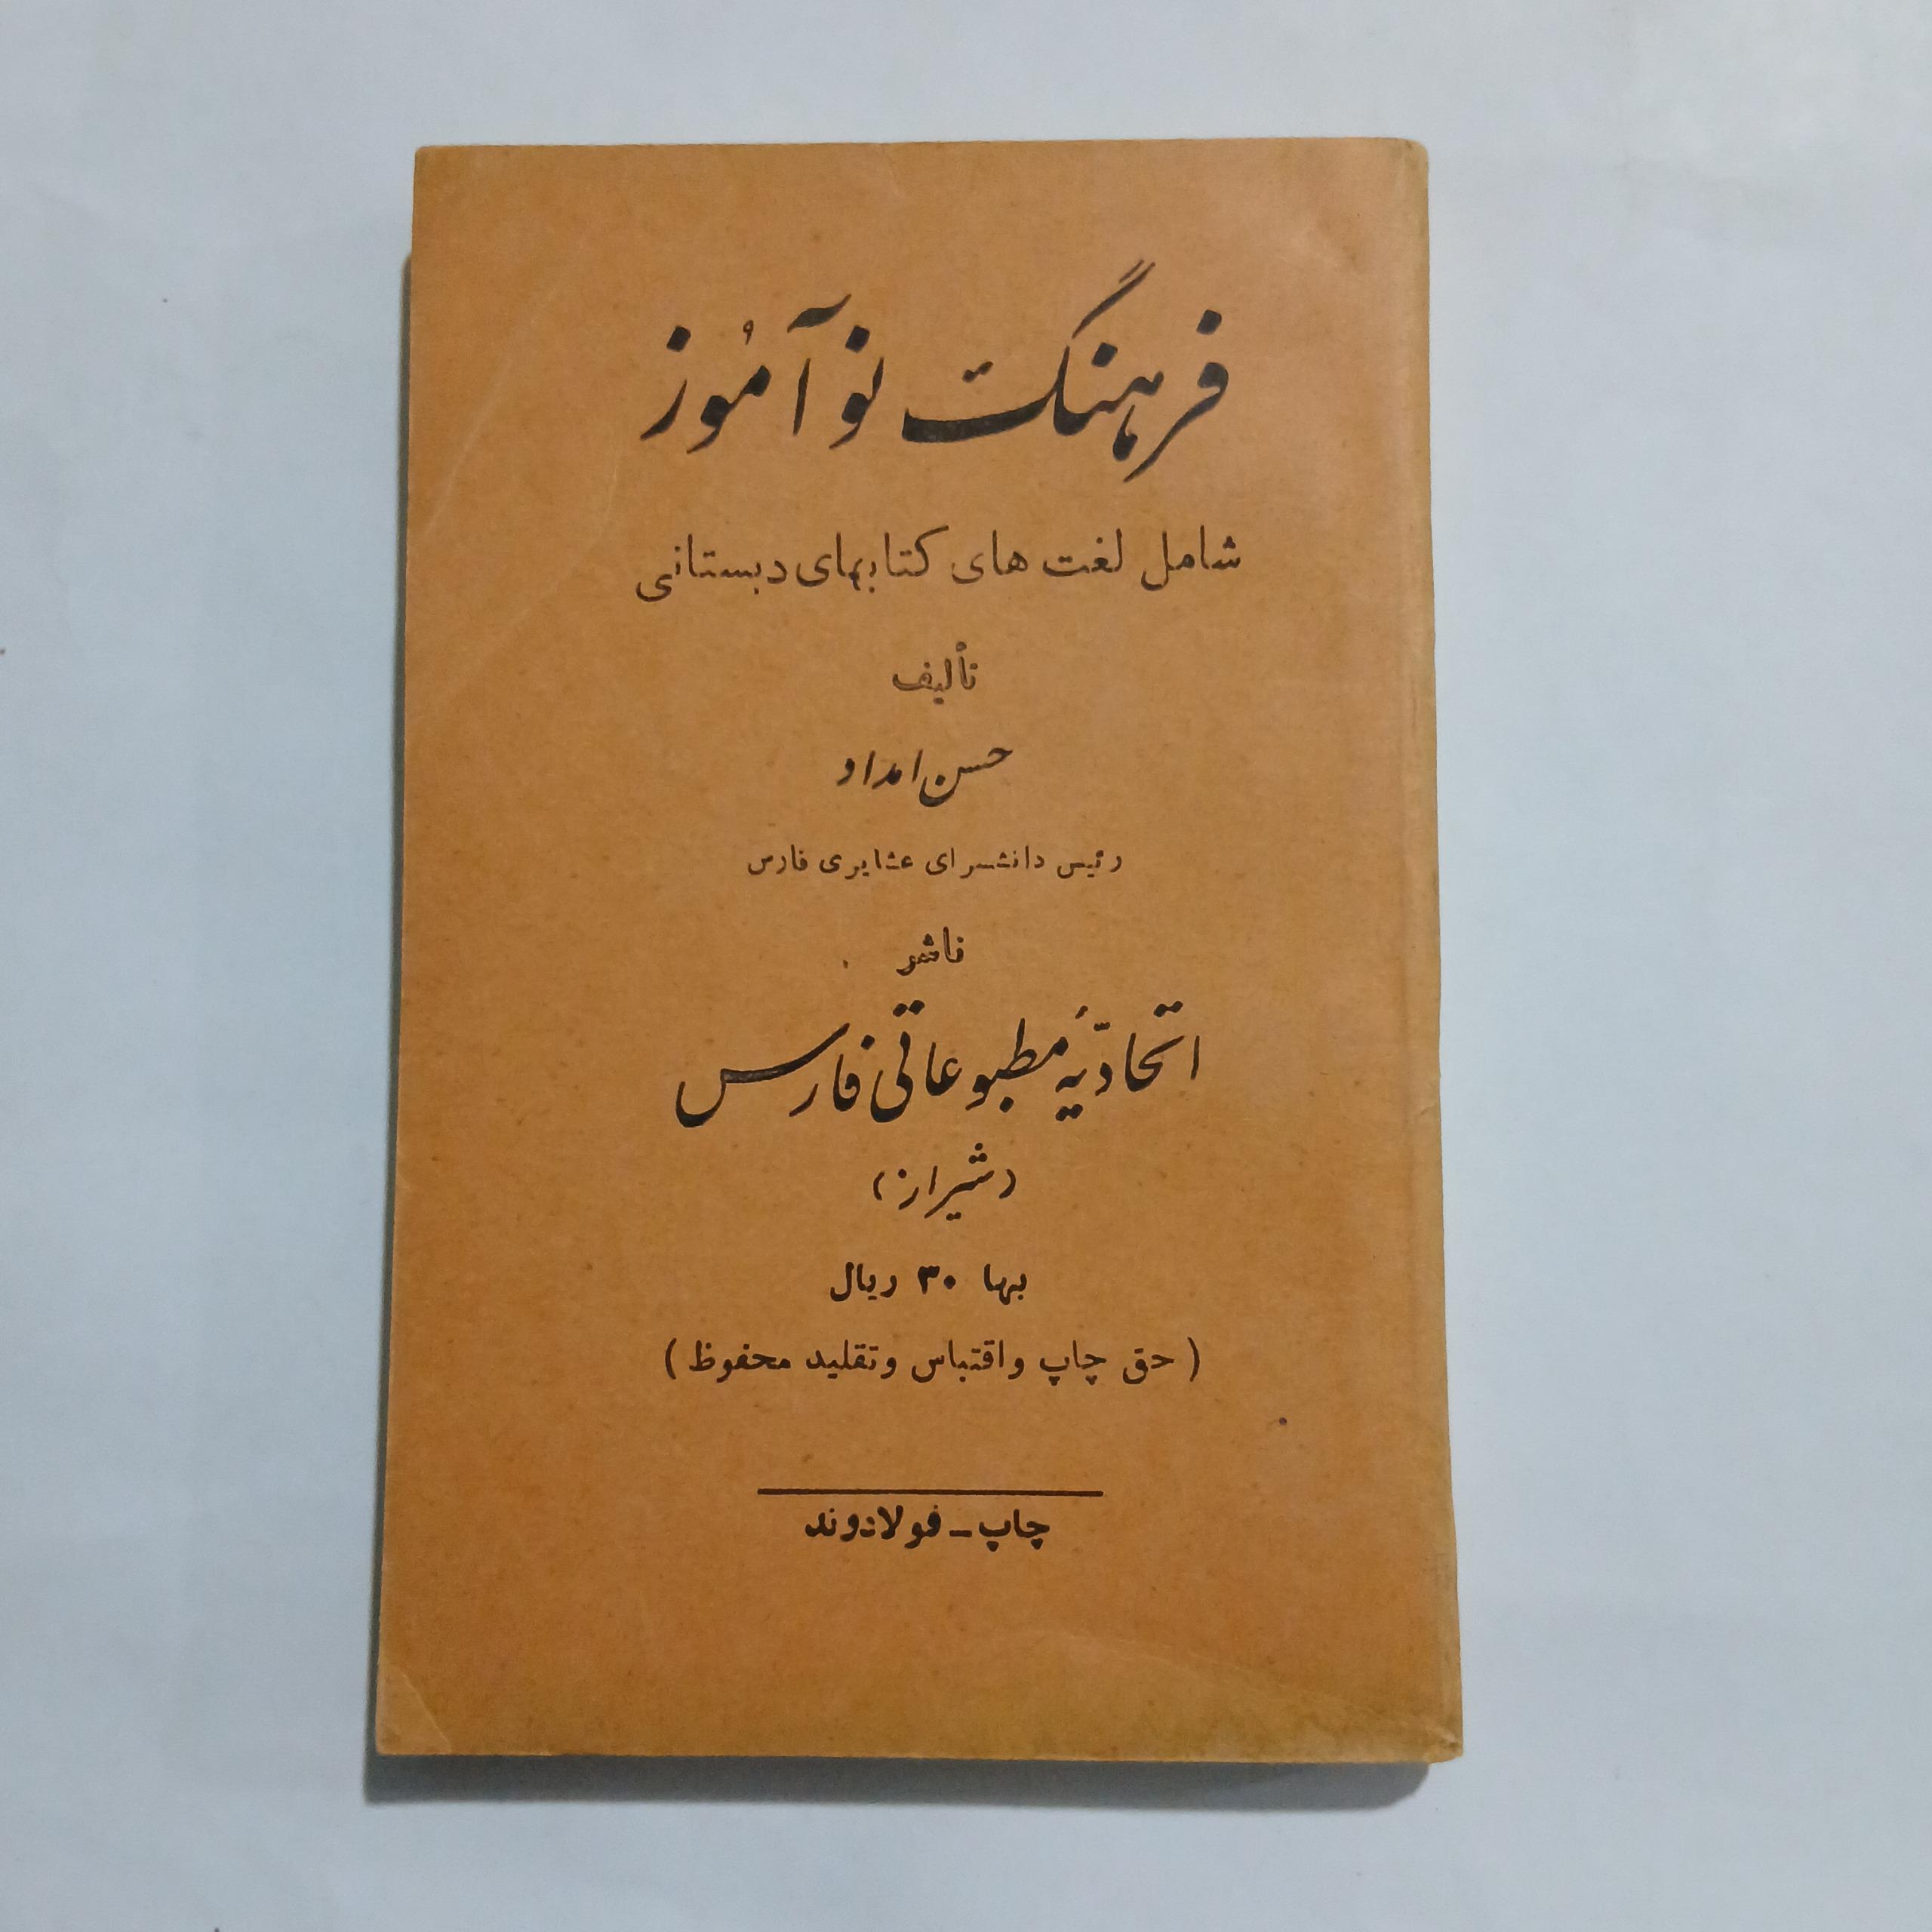 فرهنگ نوآموز
شامل لغت های کتابهای دبستانی
تألیف
حسن امداد
رئیس دانشسرای عشایری فارس
ناشر
اتحادیّهٔ مطبوعاتی فارس
(شیراز)
بها ۳۰ ریال
(حق چاپ واقتباس وتقلید محفوظ)
چاپ ـ فولادوند